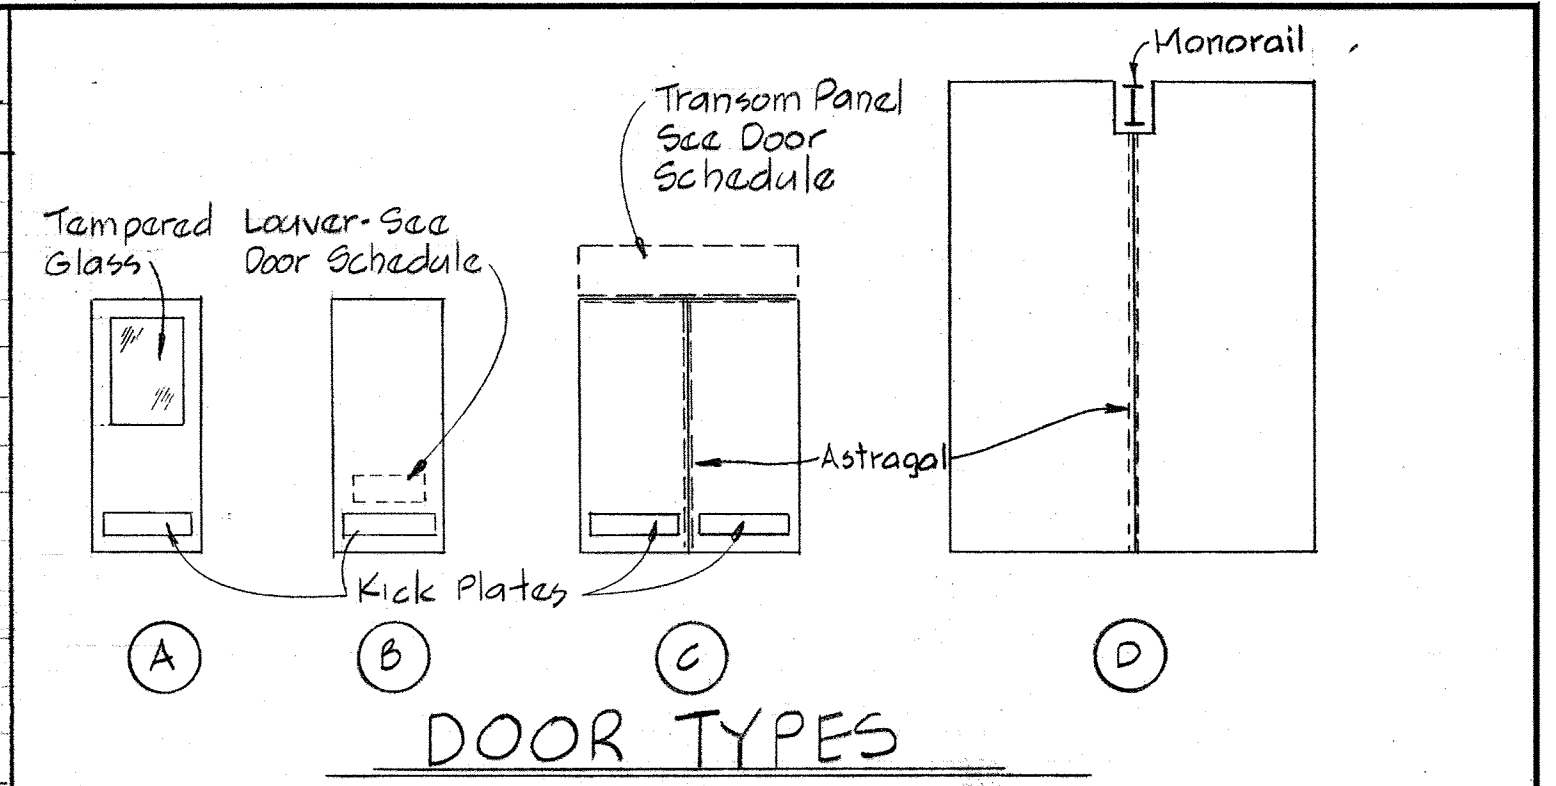 Monorail
Transom Panel
See Door
Schedule
Tempered
Glass
Louver-See
Door Schedule
Astragal
Kick Plates
A
B
C
D
DOOR TYPES